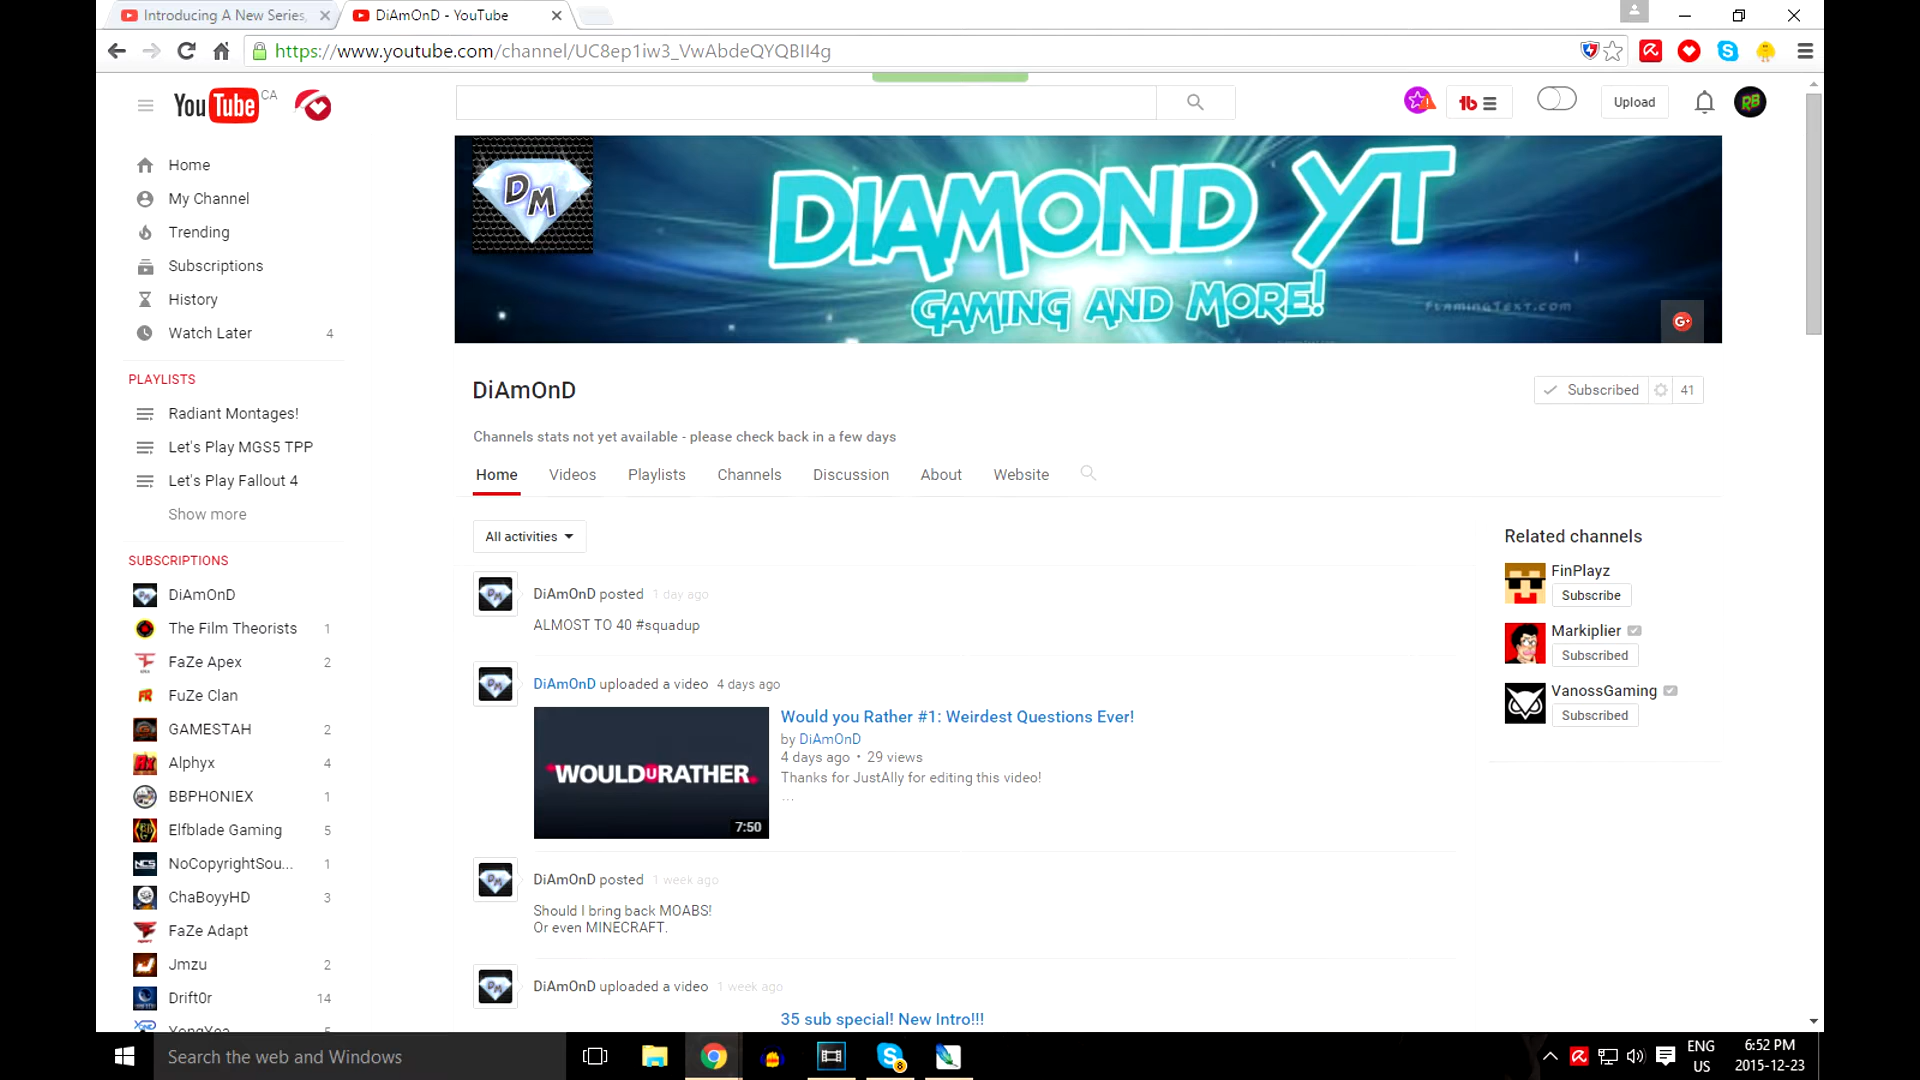 Introducing A New Series,
DiAmOnD - YouTube
https://www.youtube.com/channel/UC8ep1iw3_VwAbdeQYQBII4g
YouTube CA
Upload
RB
Home
My Channel
Trending
Subscriptions
History
Watch Later 4
PLAYLISTS
Radiant Montages!
Let's Play MGS5 TPP
Let's Play Fallout 4
Show more
SUBSCRIPTIONS
DiAmOnD
The Film Theorists 1
FaZe Apex 2
FuZe Clan
GAMESTAH 2
Alphyx 4
BBPHONIEX 1
Elfblade Gaming 5
NoCopyrightSou... 1
ChaBoyyHD 3
FaZe Adapt
Jmzu 2
Drift0r 14
YongYea 5
DM
DIAMOND YT
GAMING AND MORE!
FlamingText.com
G+
DiAmOnD
Subscribed 41
Channels stats not yet available - please check back in a few days
Home Videos Playlists Channels Discussion About Website
All activities
DiAmOnD posted 1 day ago
ALMOST TO 40 #squadup
DiAmOnD uploaded a video 4 days ago
WOULD U RATHER
7:50
Would you Rather #1: Weirdest Questions Ever!
by DiAmOnD
4 days ago • 29 views
Thanks for JustAlly for editing this video!
...
DiAmOnD posted 1 week ago
Should I bring back MOABS!
Or even MINECRAFT.
DiAmOnD uploaded a video 1 week ago
35 sub special! New Intro!!!
Related channels
FinPlayz
Subscribe
Markiplier
Subscribed
VanossGaming
Subscribed
Search the web and Windows
8
ENG
US
6:52 PM
2015-12-23